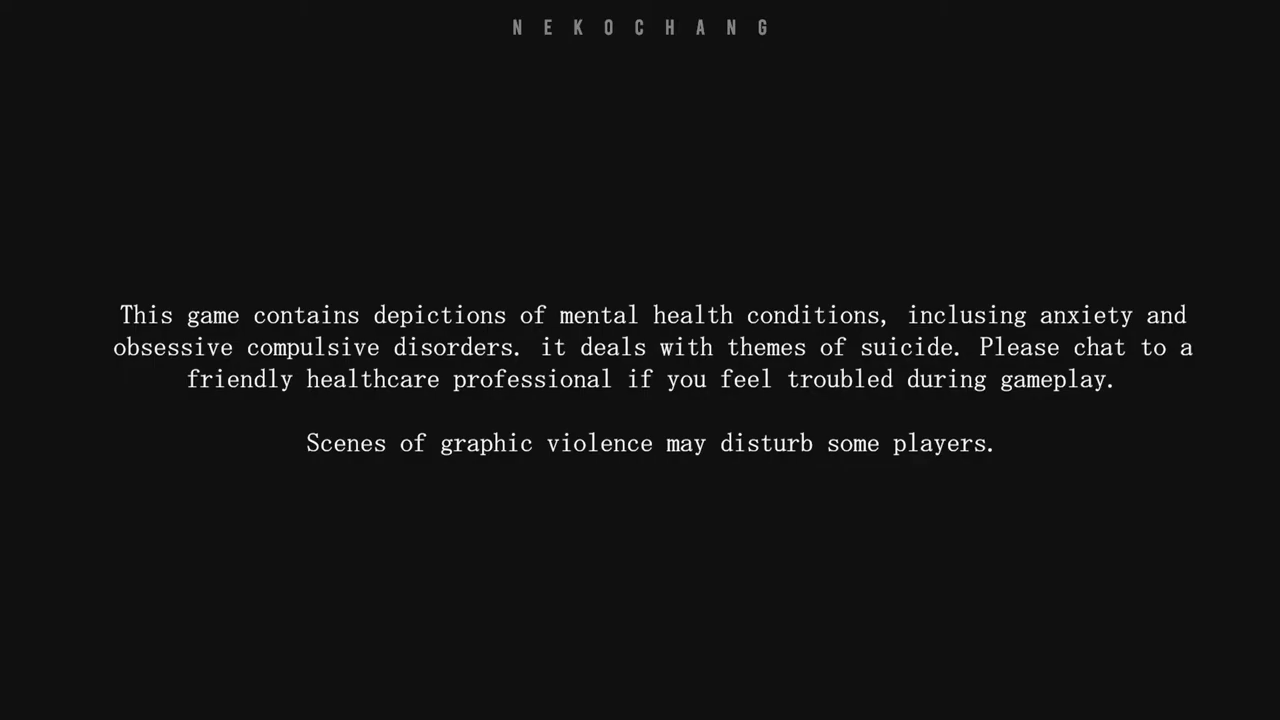 NEKOCHANG
This game contains depictions of mental health conditions, inclusing anxiety and
obsessive compulsive disorders. it deals with themes of suicide. Please chat to a
friendly healthcare professional if you feel troubled during gameplay.
Scenes of graphic violence may disturb some players.